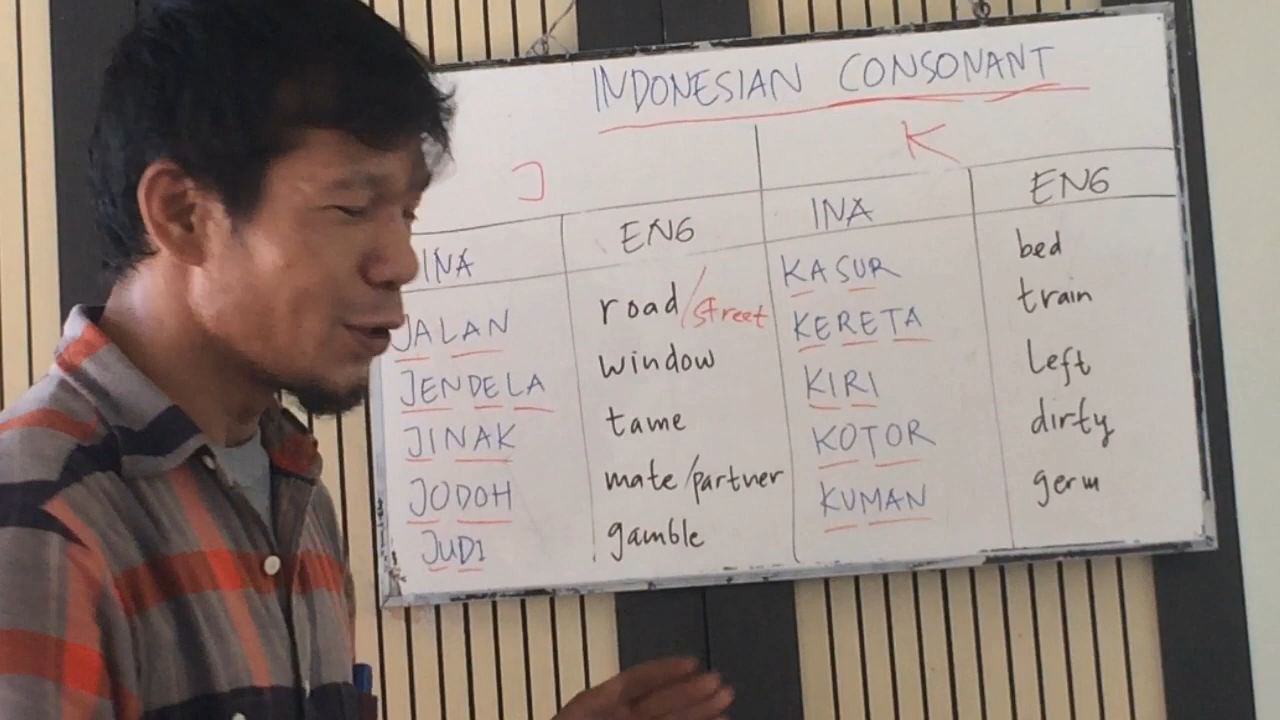 INDONESIAN CONSONANT
J K
INA ENG INA ENG
JALAN road/street KASUR bed
JENDELA window KERETA train
JINAK tame KIRI left
JODOH mate/partner KOTOR dirty
JUDI gamble KUMAN germ